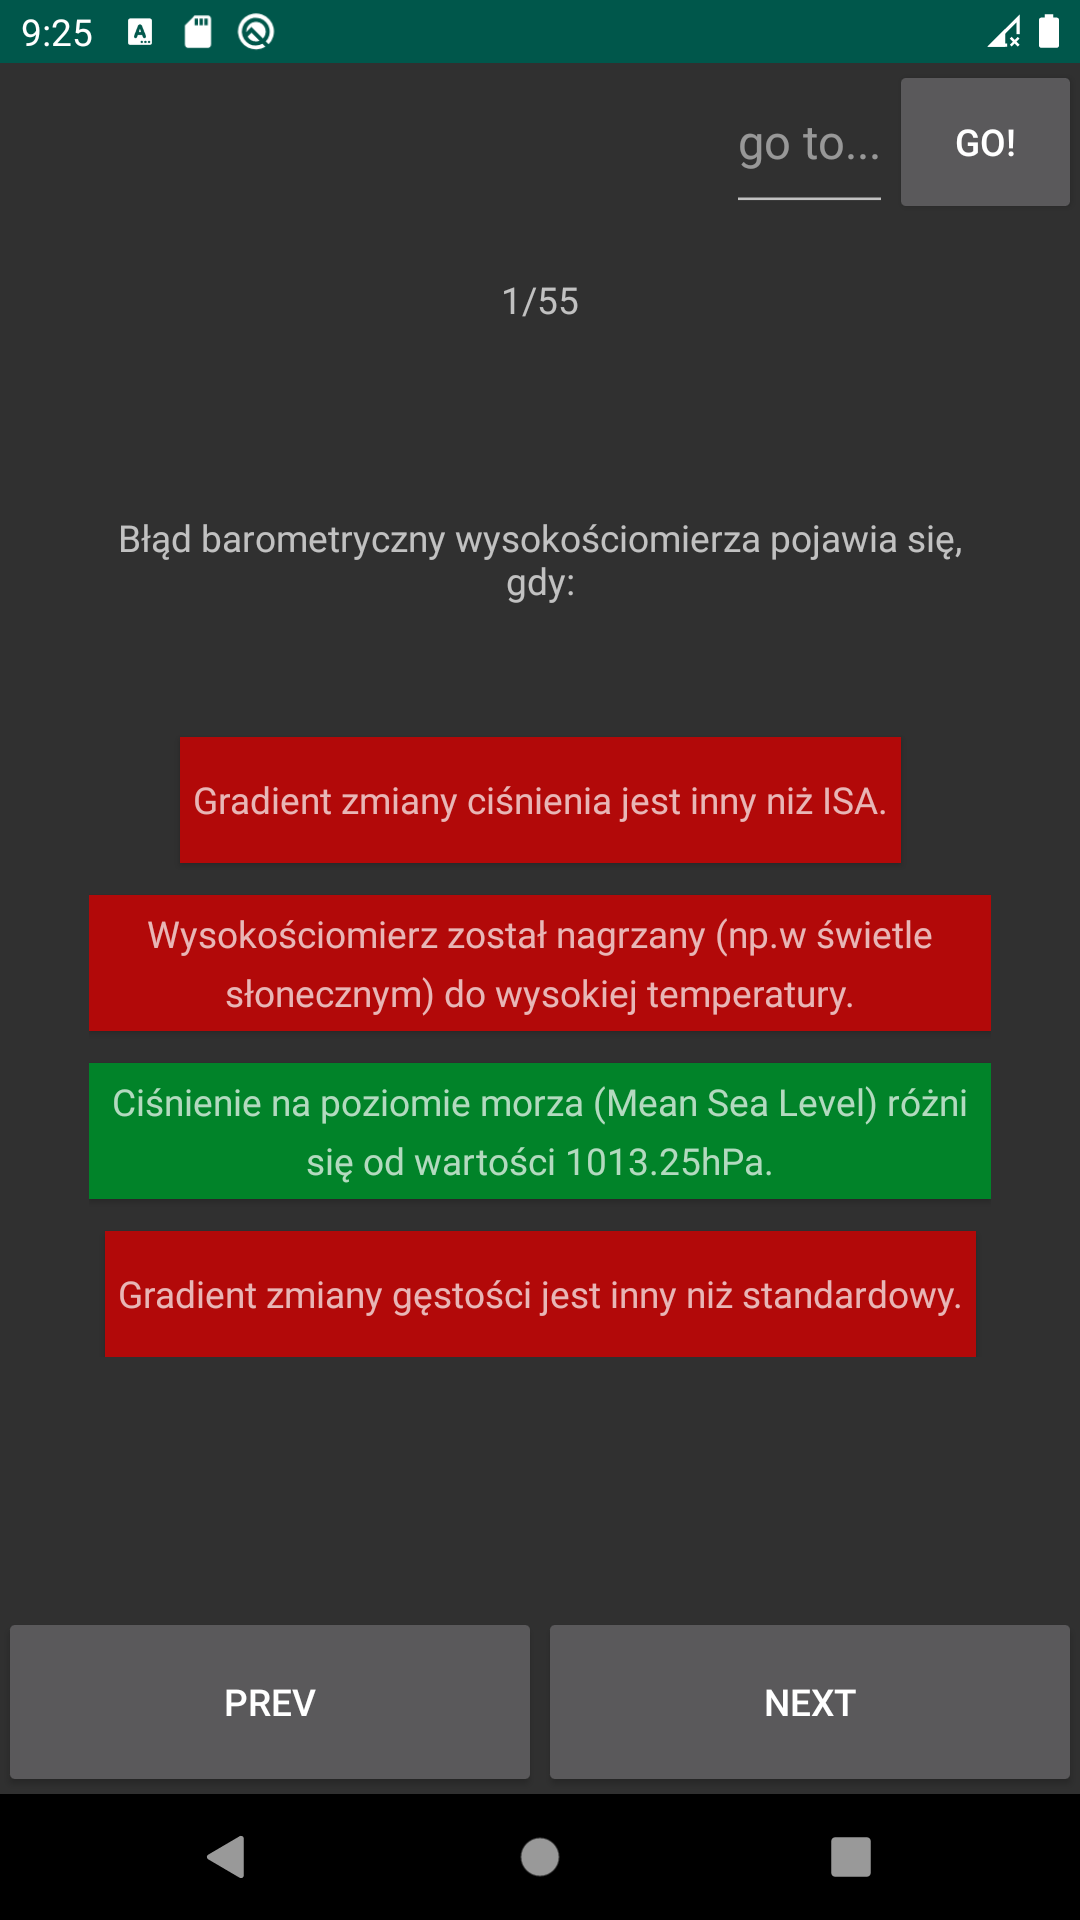 9:25
go to...
GO!
1/55
Błąd barometryczny wysokościomierza pojawia się,
gdy:
Gradient zmiany ciśnienia jest inny niż ISA.
Wysokościomierz został nagrzany (np.w świetle
słonecznym) do wysokiej temperatury.
Ciśnienie na poziomie morza (Mean Sea Level) różni
się od wartości 1013.25hPa.
Gradient zmiany gęstości jest inny niż standardowy.
PREV
NEXT